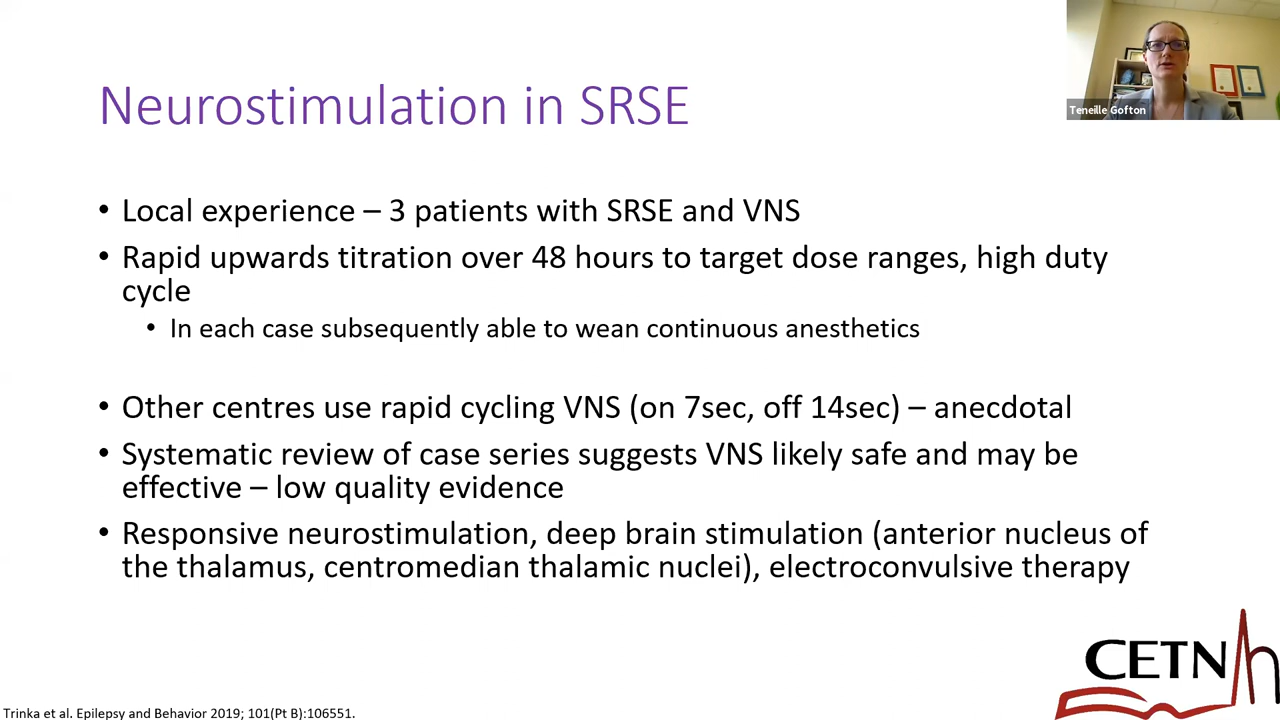 Neurostimulation in SRSE
Teneille Gofton
• Local experience – 3 patients with SRSE and VNS
• Rapid upwards titration over 48 hours to target dose ranges, high duty
cycle
• In each case subsequently able to wean continuous anesthetics
• Other centres use rapid cycling VNS (on 7sec, off 14sec) – anecdotal
• Systematic review of case series suggests VNS likely safe and may be
effective – low quality evidence
• Responsive neurostimulation, deep brain stimulation (anterior nucleus of
the thalamus, centromedian thalamic nuclei), electroconvulsive therapy
CETN
Trinka et al. Epilepsy and Behavior 2019; 101(Pt B):106551.